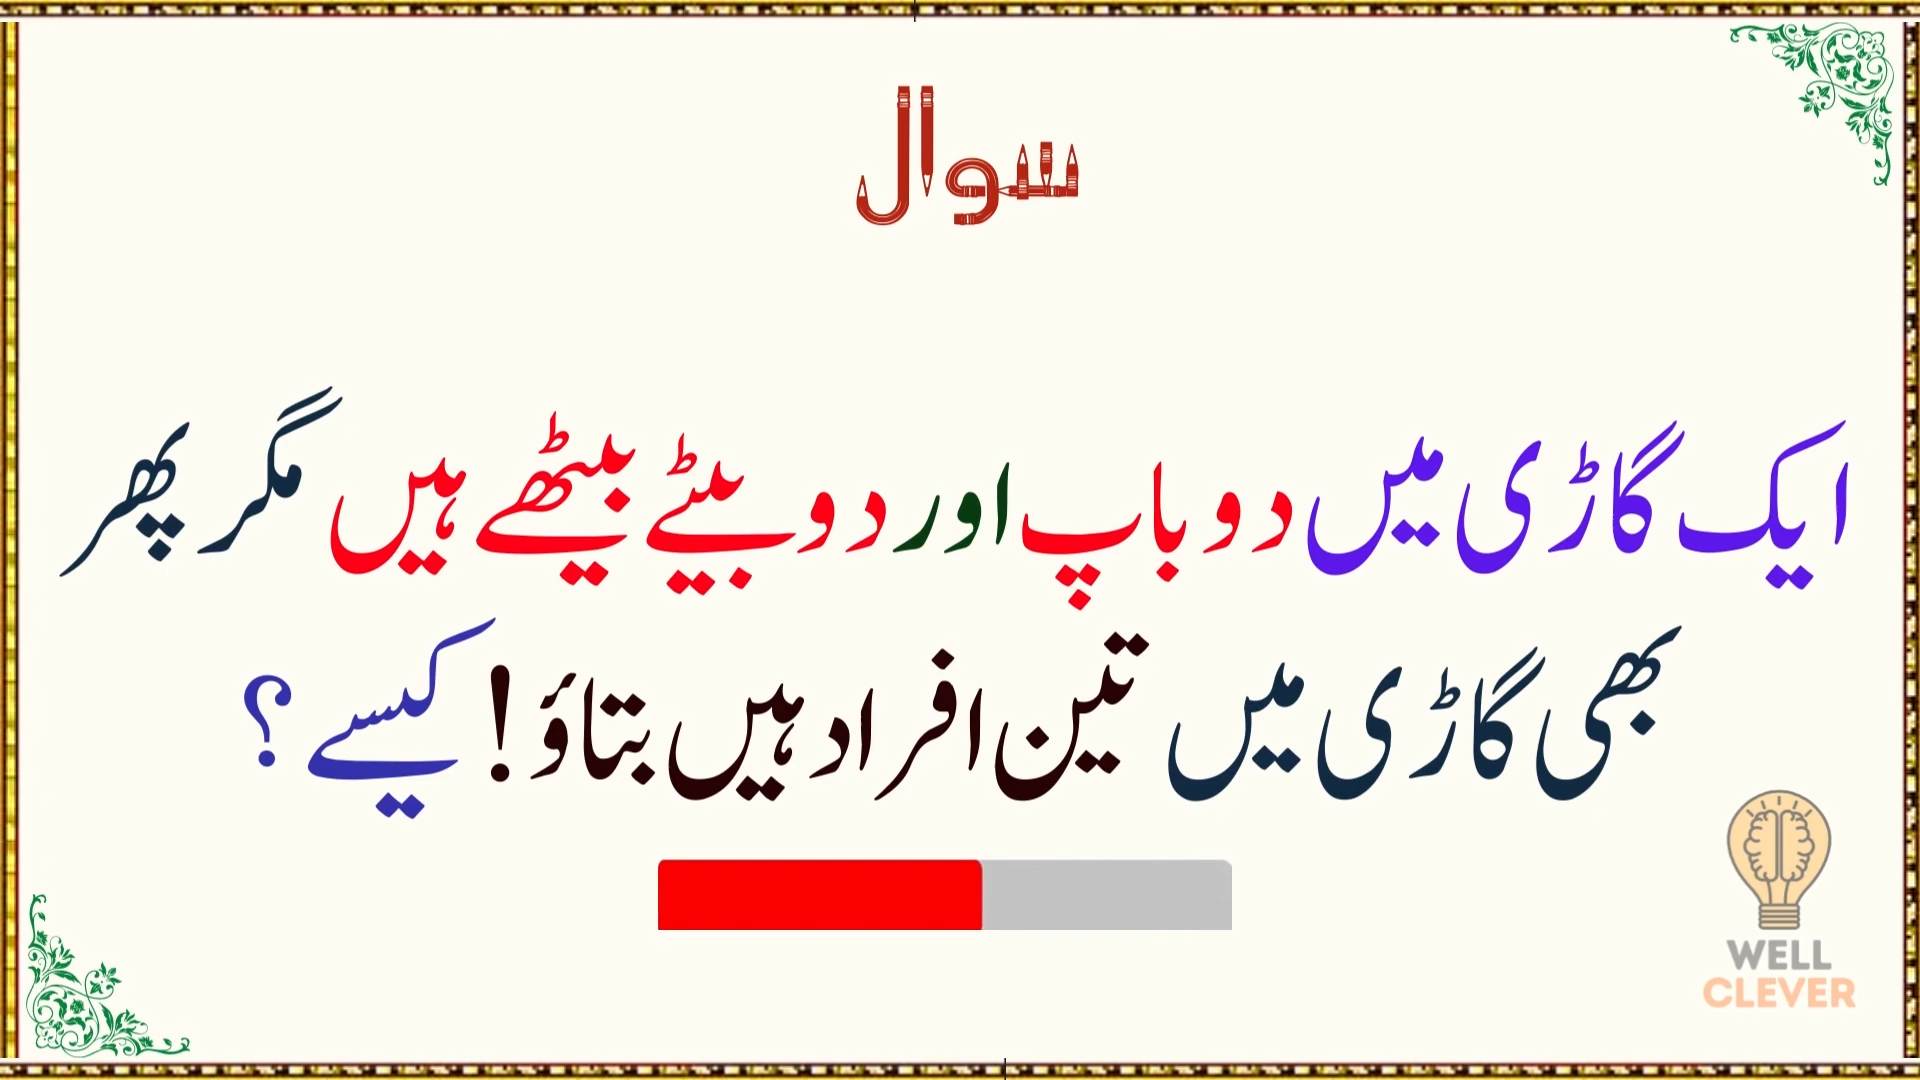 سوال
ایک گاڑی میں دو باپ اور دو بیٹے بیٹھے ہیں مگر پھر
بھی گاڑی میں تین افراد ہیں بتاؤ! کیسے؟
WELL
CLEVER